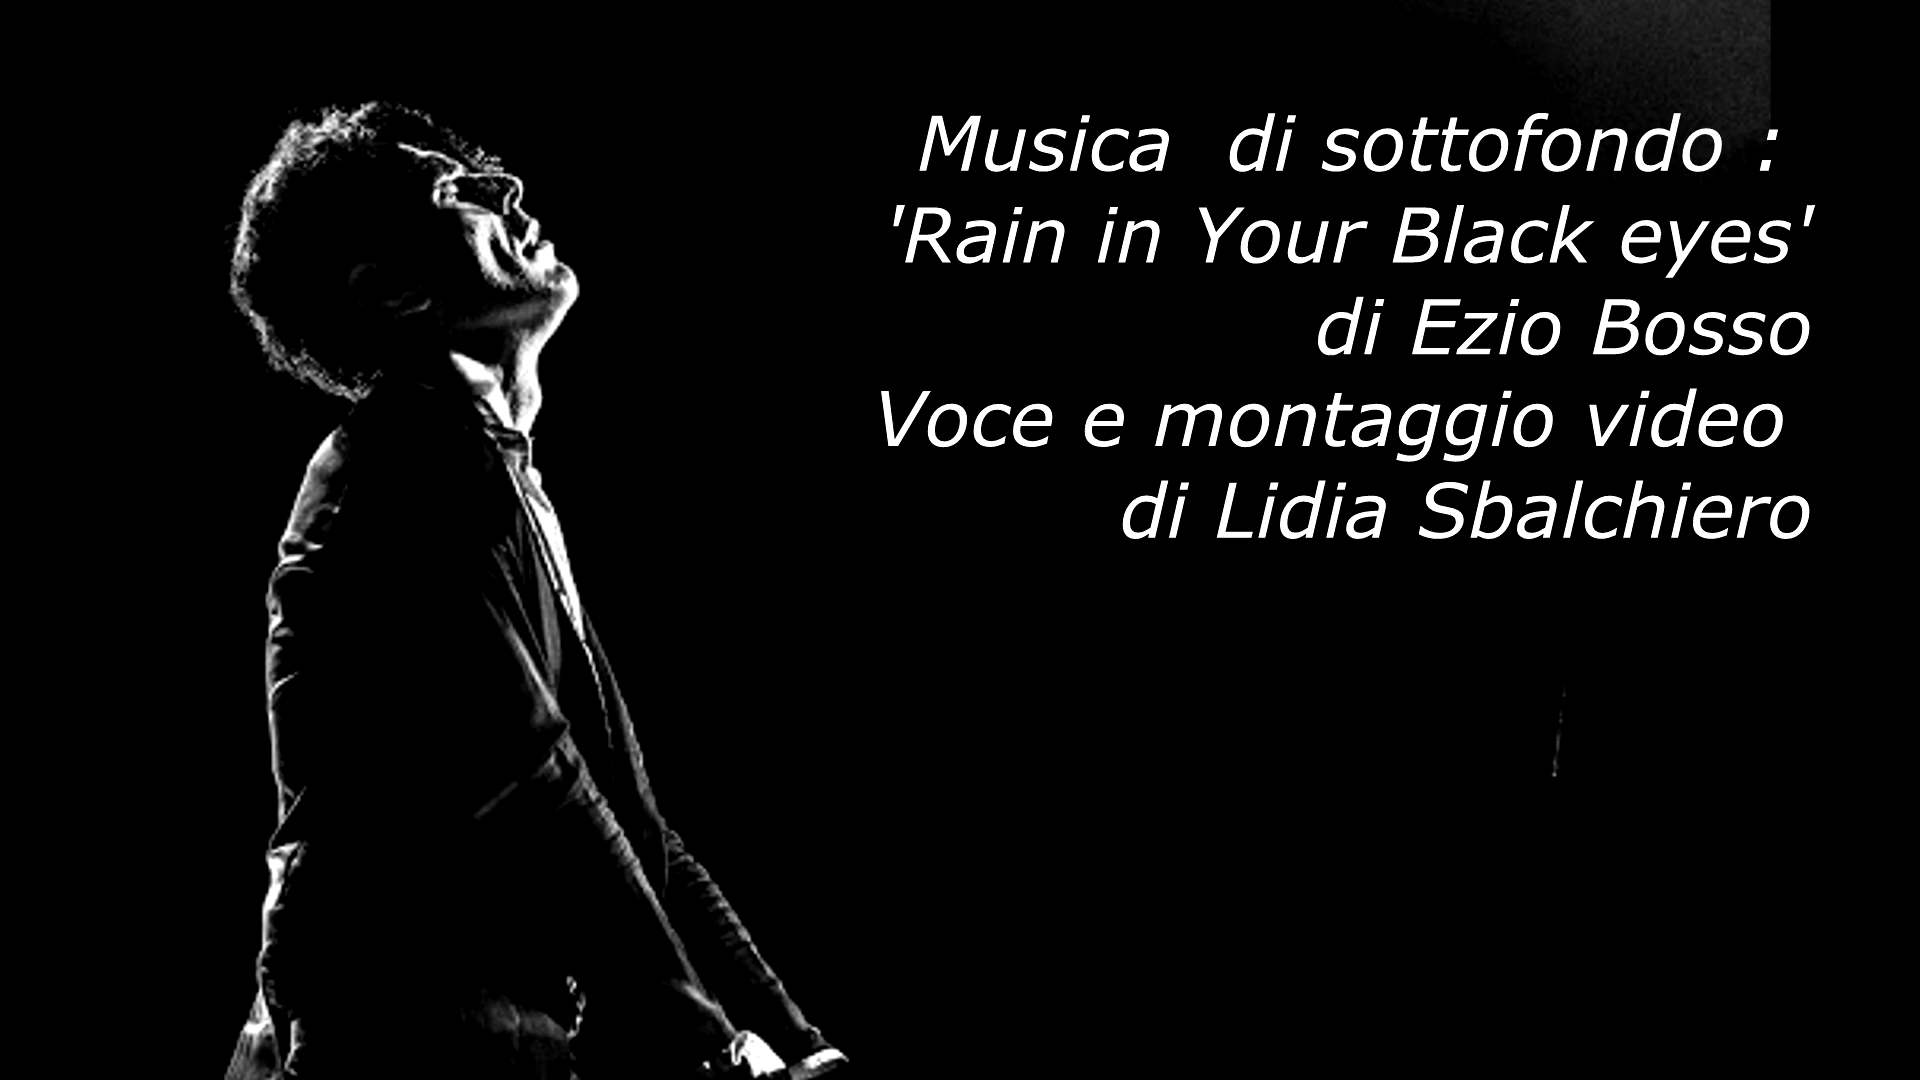 Musica di sottofondo :
'Rain in Your Black eyes'
di Ezio Bosso
Voce e montaggio video
di Lidia Sbalchiero